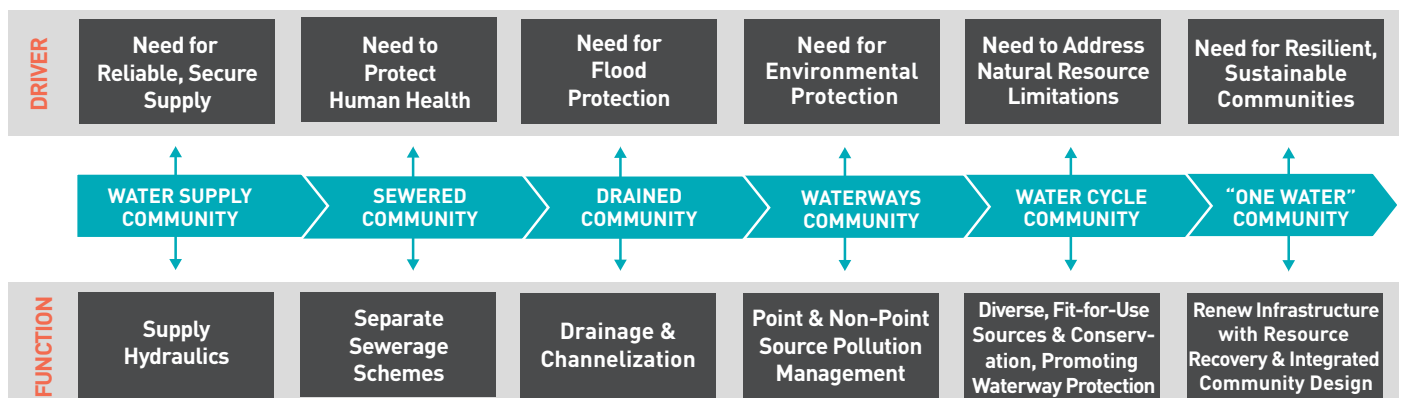 DRIVER
Need for
Reliable, Secure
Supply
Need to
Protect
Human Health
Need for
Flood
Protection
Need for
Environmental
Protection
Need to Address
Natural Resource
Limitations
Need for Resilient,
Sustainable
Communities
WATER SUPPLY
COMMUNITY
SEWERED
COMMUNITY
DRAINED
COMMUNITY
WATERWAYS
COMMUNITY
WATER CYCLE
COMMUNITY
“ONE WATER”
COMMUNITY
FUNCTION
Supply
Hydraulics
Separate
Sewerage
Schemes
Drainage &
Channelization
Point & Non-Point
Source Pollution
Management
Diverse, Fit-for-Use
Sources & Conserv-
ation, Promoting
Waterway Protection
Renew Infrastructure
with Resource
Recovery & Integrated
Community Design